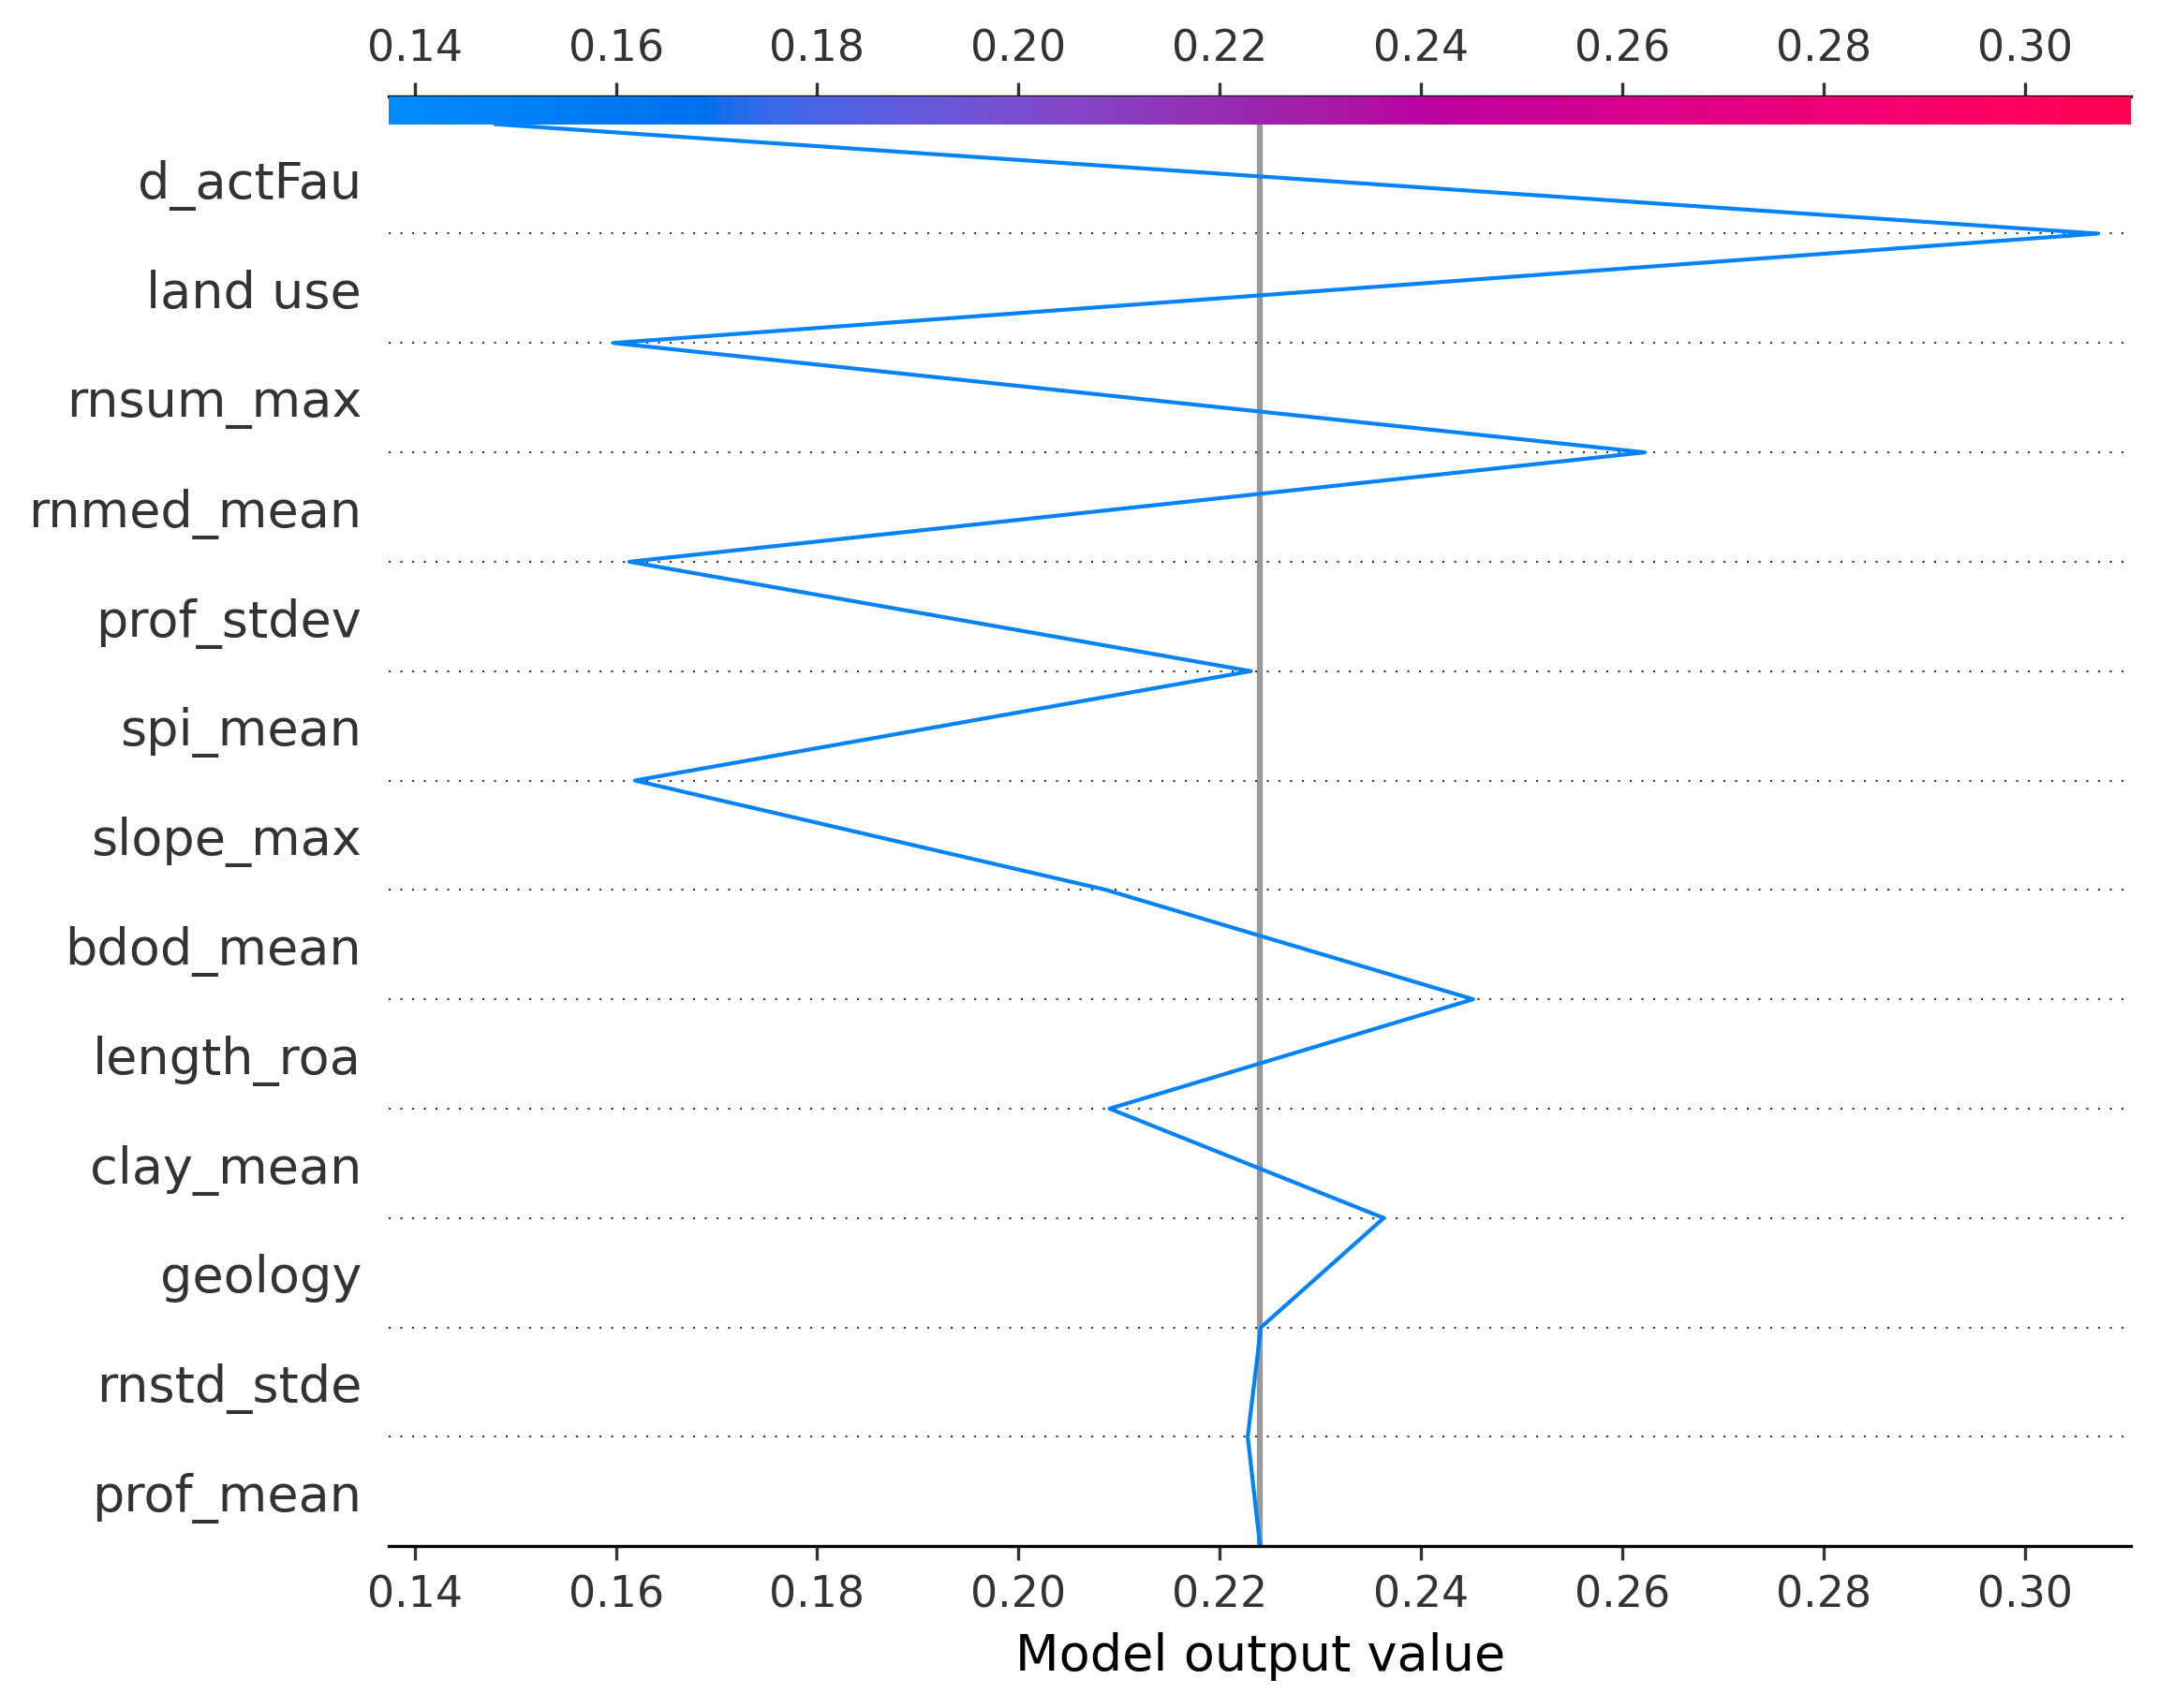 0.14 0.16 0.18 0.20 0.22 0.24 0.26 0.28 0.30
d_actFau
land use
rnsum_max
rnmed_mean
prof_stdev
spi_mean
slope_max
bdod_mean
length_roa
clay_mean
geology
rnstd_stde
prof_mean
0.14 0.16 0.18 0.20 0.22 0.24 0.26 0.28 0.30
Model output value